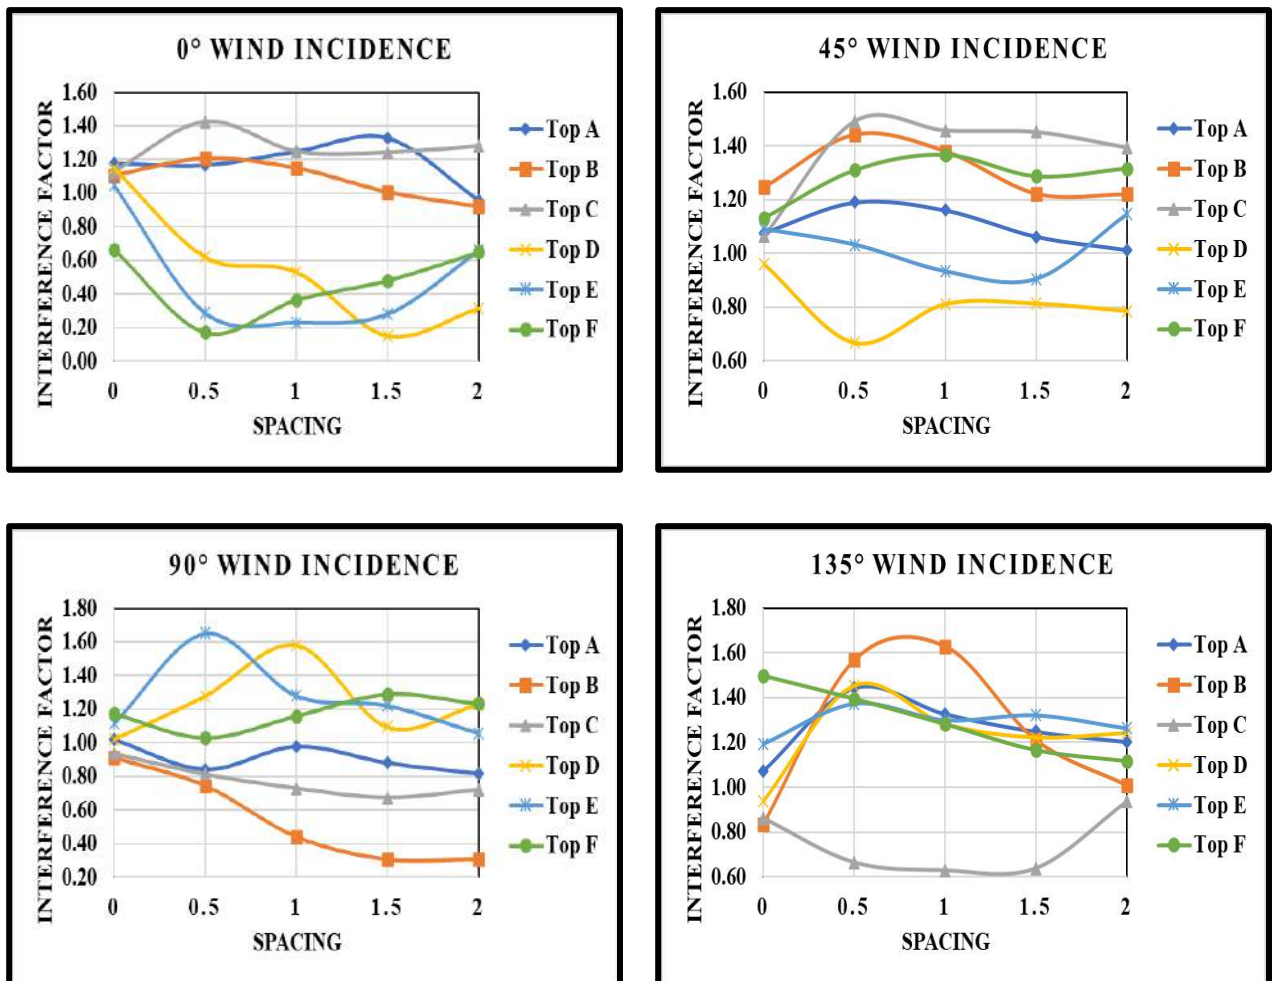 0° WIND INCIDENCE
INTERFERENCE FACTOR
1.60
1.40
1.20
1.00
0.80
0.60
0.40
0.20
0.00
0 0.5 1 1.5 2
SPACING
Top A
Top B
Top C
Top D
Top E
Top F
45° WIND INCIDENCE
INTERFERENCE FACTOR
1.60
1.40
1.20
1.00
0.80
0.60
0 0.5 1 1.5 2
SPACING
Top A
Top B
Top C
Top D
Top E
Top F
90° WIND INCIDENCE
INTERFERENCE FACTOR
1.80
1.60
1.40
1.20
1.00
0.80
0.60
0.40
0.20
0 0.5 1 1.5 2
SPACING
Top A
Top B
Top C
Top D
Top E
Top F
135° WIND INCIDENCE
INTERFERENCE FACTOR
1.80
1.60
1.40
1.20
1.00
0.80
0.60
0 0.5 1 1.5 2
SPACING
Top A
Top B
Top C
Top D
Top E
Top F